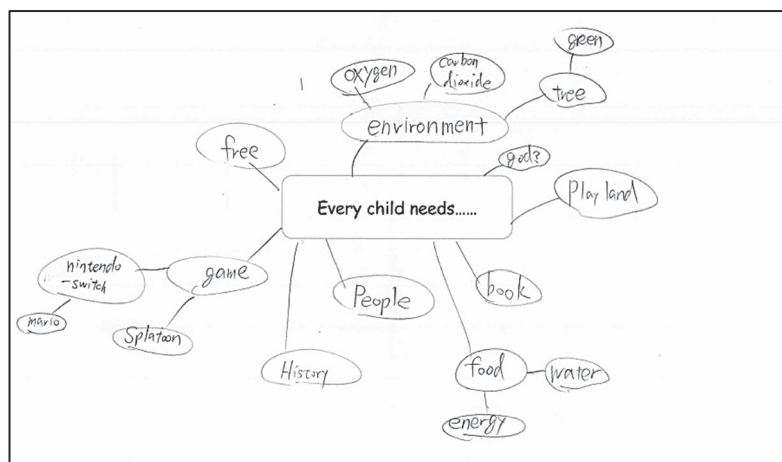 green
oxygen
carbon
dioxide
tree
environment
free
god?
Play land
Every child needs......
nintendo
-switch
game
People
book
mario
Splatoon
History
food
water
energy